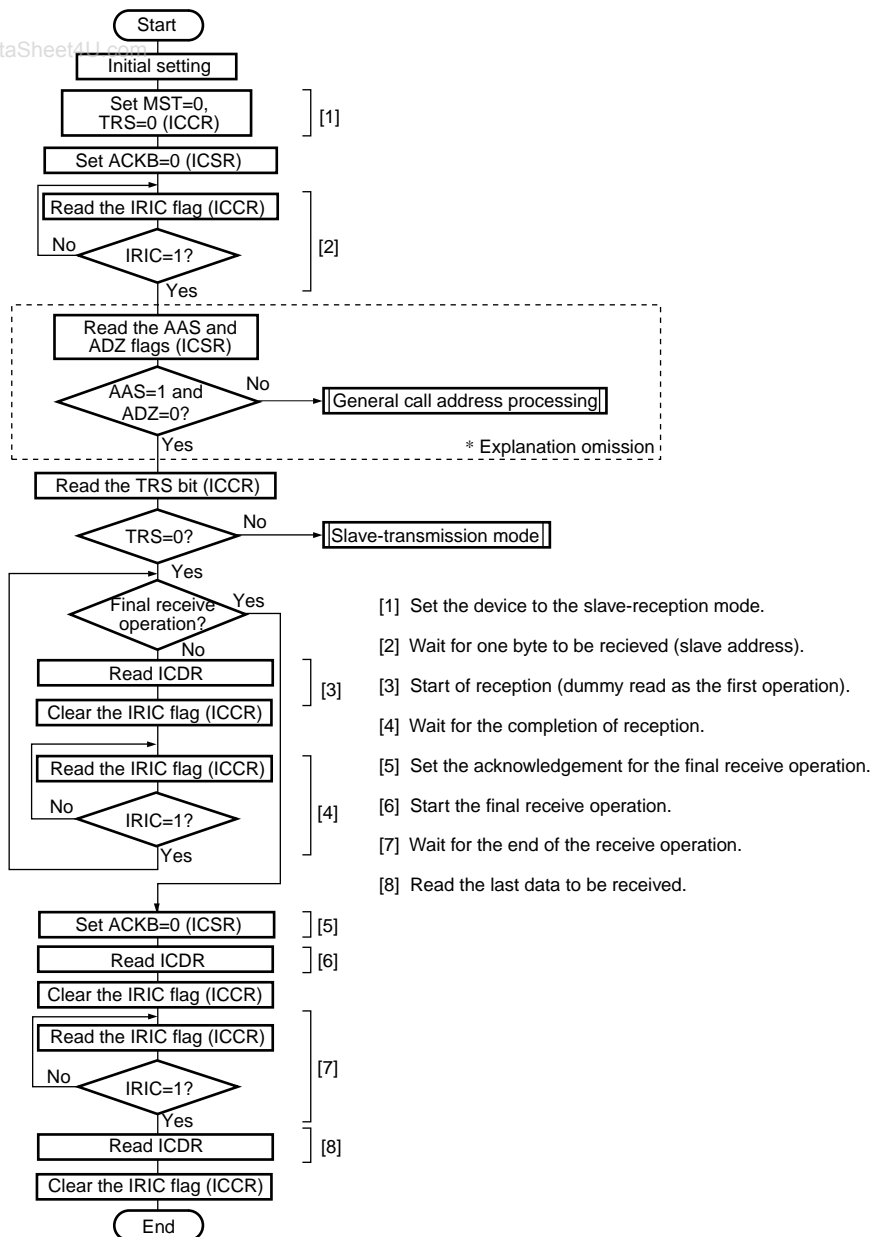 Start
taSheet4U.com
Initial setting
Set MST=0,
TRS=0 (ICCR)
[1]
Set ACKB=0 (ICSR)
Read the IRIC flag (ICCR)
No
IRIC=1?
[2]
Yes
Read the AAS and
ADZ flags (ICSR)
AAS=1 and
ADZ=0?
No
General call address processing
Yes
* Explanation omission
Read the TRS bit (ICCR)
TRS=0?
No
Slave-transmission mode
Yes
Final receive
operation?
Yes
No
Read ICDR
[3]
Clear the IRIC flag (ICCR)
Read the IRIC flag (ICCR)
No
IRIC=1?
[4]
Yes
Set ACKB=0 (ICSR)
[5]
Read ICDR
[6]
Clear the IRIC flag (ICCR)
Read the IRIC flag (ICCR)
No
IRIC=1?
[7]
Yes
Read ICDR
[8]
Clear the IRIC flag (ICCR)
End
[1] Set the device to the slave-reception mode.
[2] Wait for one byte to be recieved (slave address).
[3] Start of reception (dummy read as the first operation).
[4] Wait for the completion of reception.
[5] Set the acknowledgement for the final receive operation.
[6] Start the final receive operation.
[7] Wait for the end of the receive operation.
[8] Read the last data to be received.